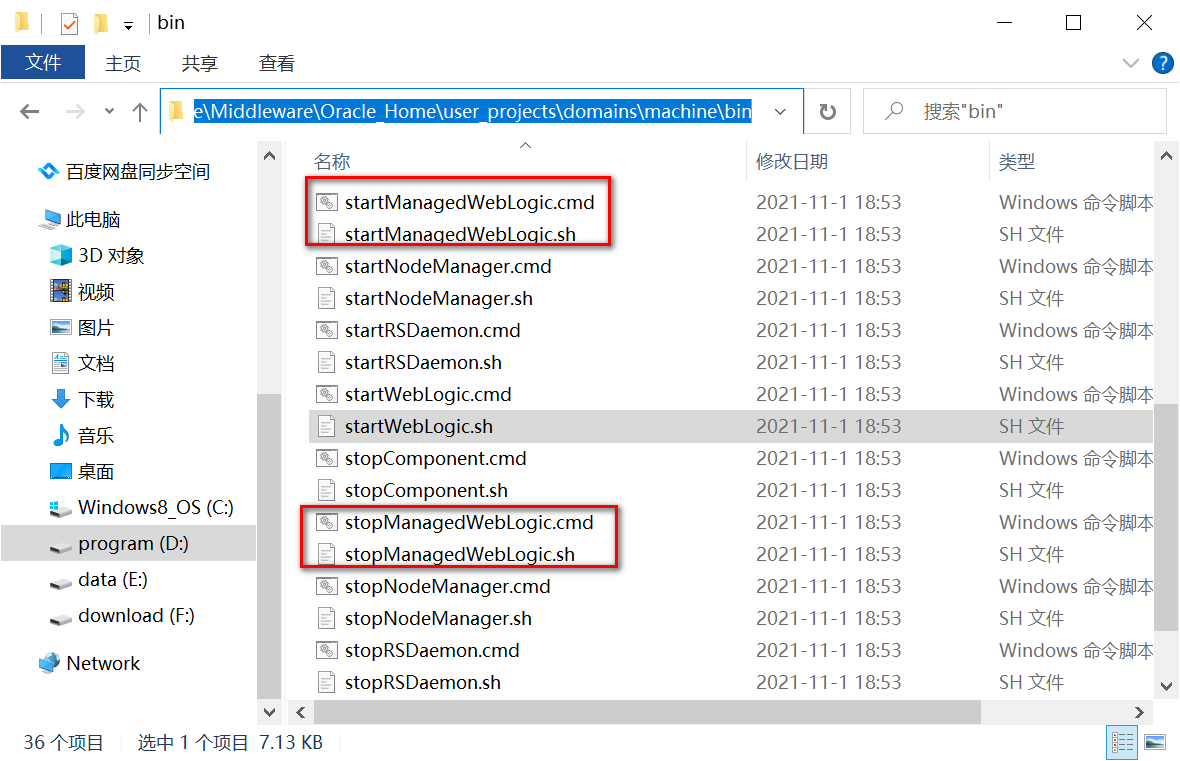 bin
文件 主页 共享 查看
e\Middleware\Oracle_Home\user_projects\domains\machine\bin 搜索"bin"
百度网盘同步空间
此电脑
3D 对象
视频
图片
文档
下载
音乐
桌面
Windows8_OS (C:)
program (D:)
data (E:)
download (F:)
Network
名称 修改日期 类型
startManagedWebLogic.cmd 2021-11-1 18:53 Windows 命令脚本
startManagedWebLogic.sh 2021-11-1 18:53 SH 文件
startNodeManager.cmd 2021-11-1 18:53 Windows 命令脚本
startNodeManager.sh 2021-11-1 18:53 SH 文件
startRSDaemon.cmd 2021-11-1 18:53 Windows 命令脚本
startRSDaemon.sh 2021-11-1 18:53 SH 文件
startWebLogic.cmd 2021-11-1 18:53 Windows 命令脚本
startWebLogic.sh 2021-11-1 18:53 SH 文件
stopComponent.cmd 2021-11-1 18:53 Windows 命令脚本
stopComponent.sh 2021-11-1 18:53 SH 文件
stopManagedWebLogic.cmd 2021-11-1 18:53 Windows 命令脚本
stopManagedWebLogic.sh 2021-11-1 18:53 SH 文件
stopNodeManager.cmd 2021-11-1 18:53 Windows 命令脚本
stopNodeManager.sh 2021-11-1 18:53 SH 文件
stopRSDaemon.cmd 2021-11-1 18:53 Windows 命令脚本
stopRSDaemon.sh 2021-11-1 18:53 SH 文件
36 个项目 选中 1 个项目 7.13 KB